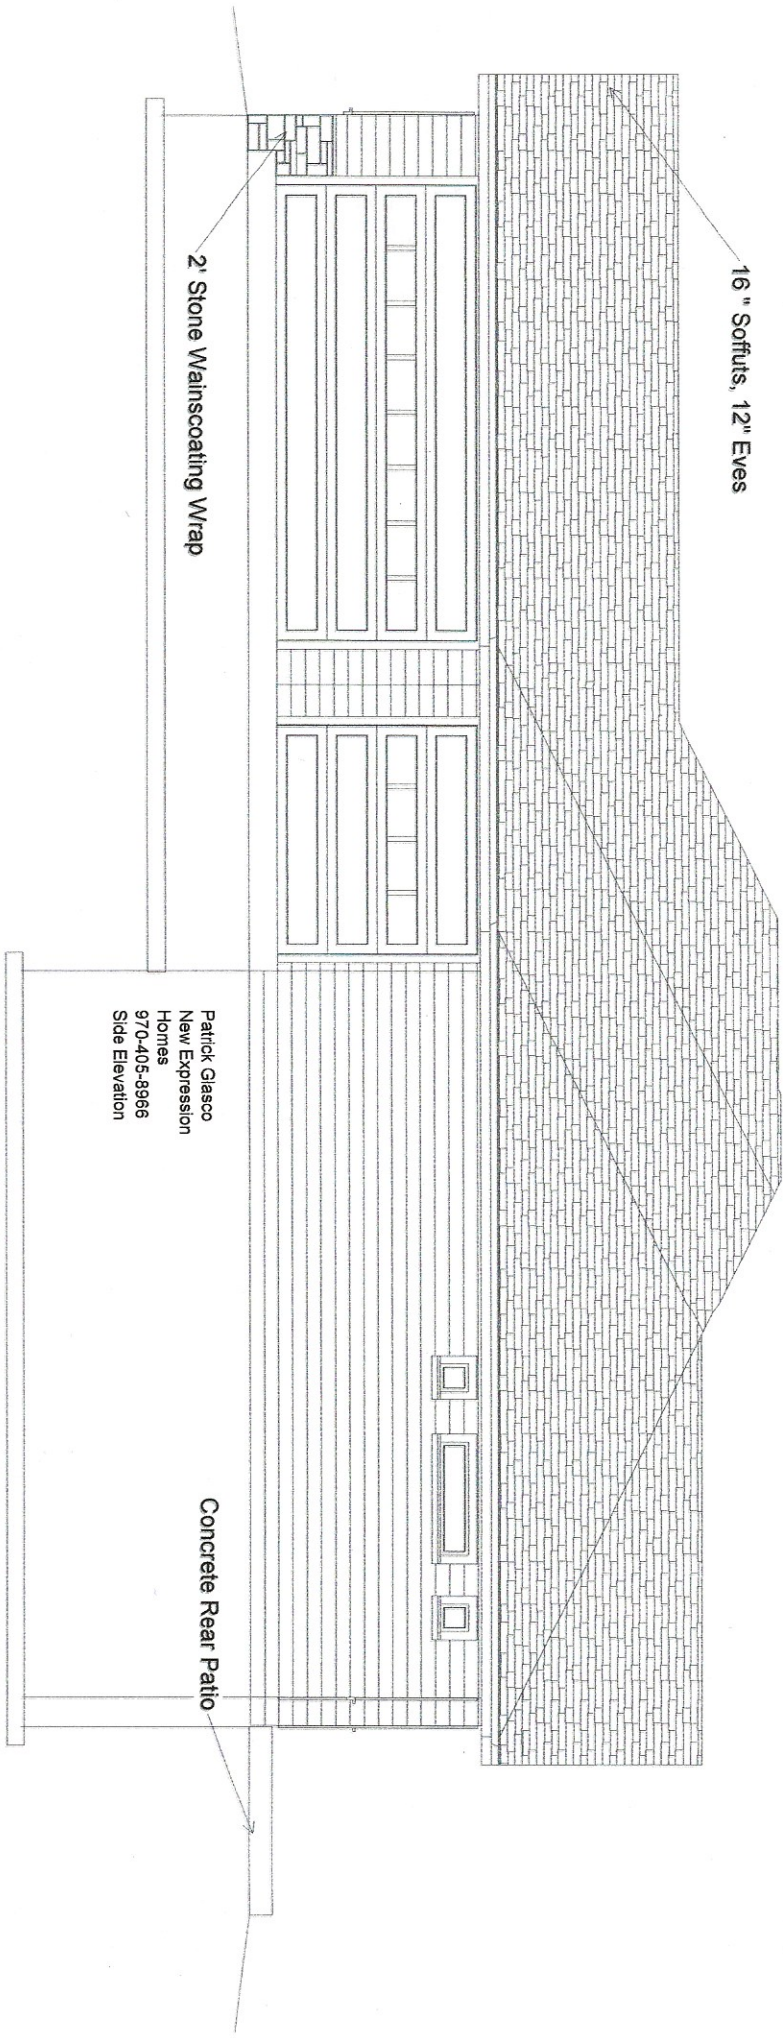 16 " Soffuts, 12" Eves
2' Stone Wainscoating Wrap
Patrick Glasco
New Expression
Homes
970-405-8966
Side Elevation
Concrete Rear Patio